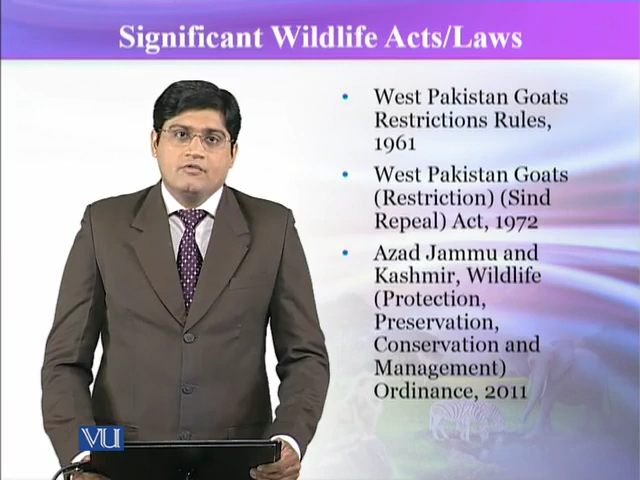 Significant Wildlife Acts/Laws
• West Pakistan Goats
Restrictions Rules,
1961
• West Pakistan Goats
(Restriction) (Sind
Repeal) Act, 1972
• Azad Jammu and
Kashmir, Wildlife
(Protection,
Preservation,
Conservation and
Management)
Ordinance, 2011
VU